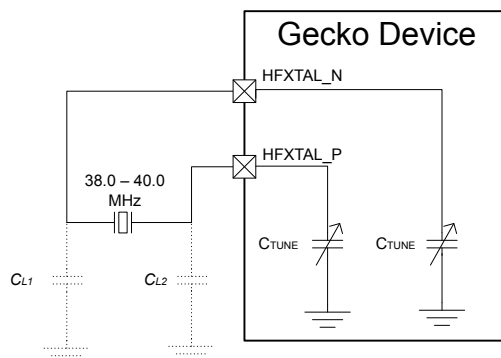 Gecko Device
HFXTAL_N
HFXTAL_P
38.0 – 40.0
MHz
CTUNE
CTUNE
CL1
CL2